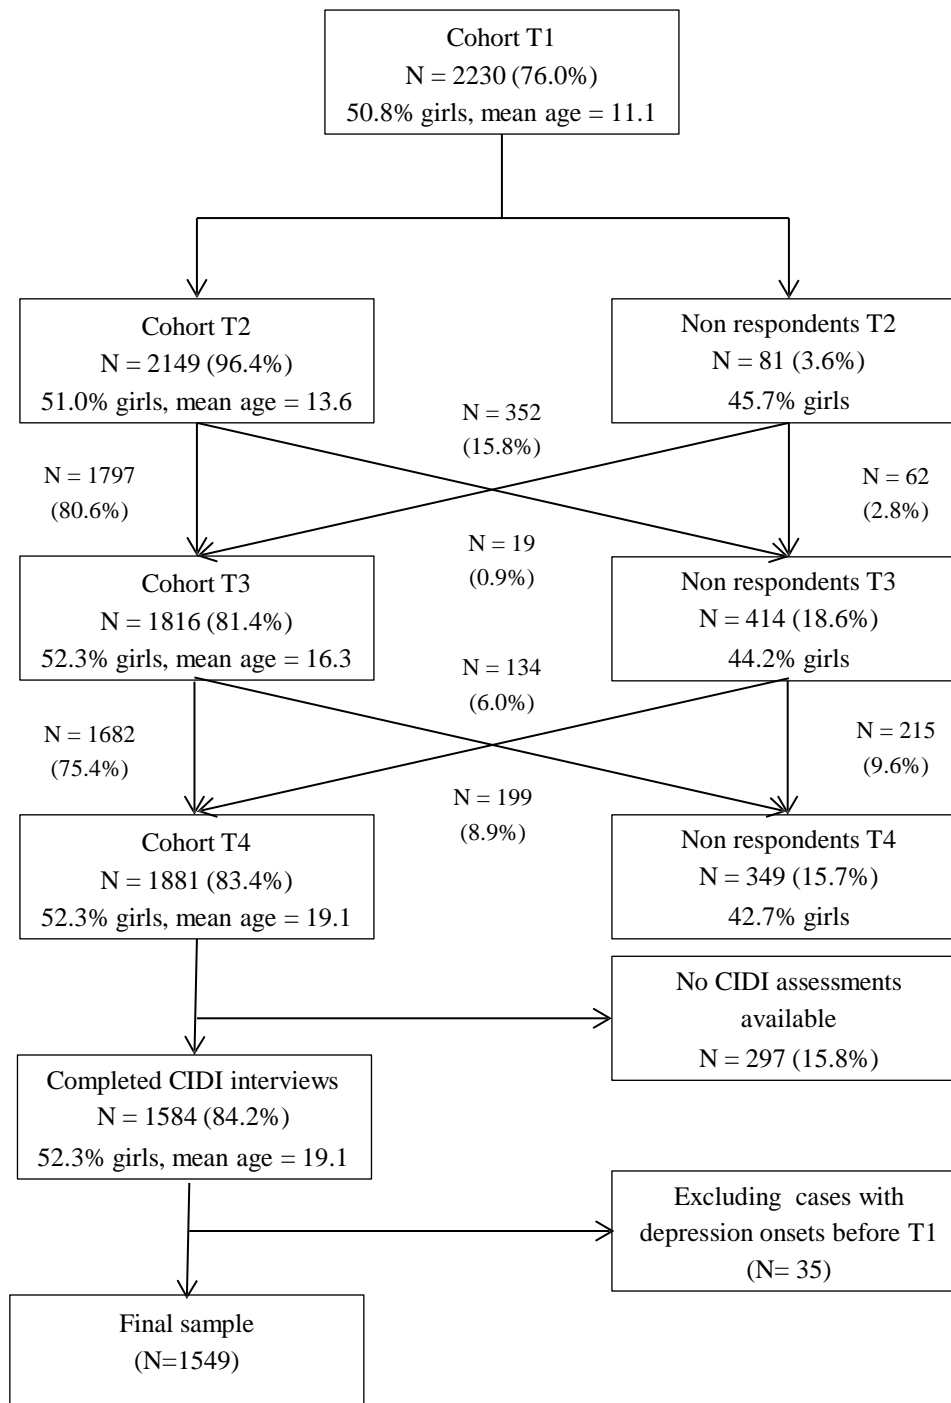 Cohort T1
N = 2230 (76.0%)
50.8% girls, mean age = 11.1
Cohort T2
N = 2149 (96.4%)
51.0% girls, mean age = 13.6
Non respondents T2
N = 81 (3.6%)
45.7% girls
N = 352
(15.8%)
N = 1797
(80.6%)
N = 62
(2.8%)
N = 19
(0.9%)
Cohort T3
N = 1816 (81.4%)
52.3% girls, mean age = 16.3
Non respondents T3
N = 414 (18.6%)
44.2% girls
N = 134
(6.0%)
N = 1682
(75.4%)
N = 215
(9.6%)
N = 199
(8.9%)
Cohort T4
N = 1881 (83.4%)
52.3% girls, mean age = 19.1
Non respondents T4
N = 349 (15.7%)
42.7% girls
No CIDI assessments
available
N = 297 (15.8%)
Completed CIDI interviews
N = 1584 (84.2%)
52.3% girls, mean age = 19.1
Excluding cases with
depression onsets before T1
(N= 35)
Final sample
(N=1549)